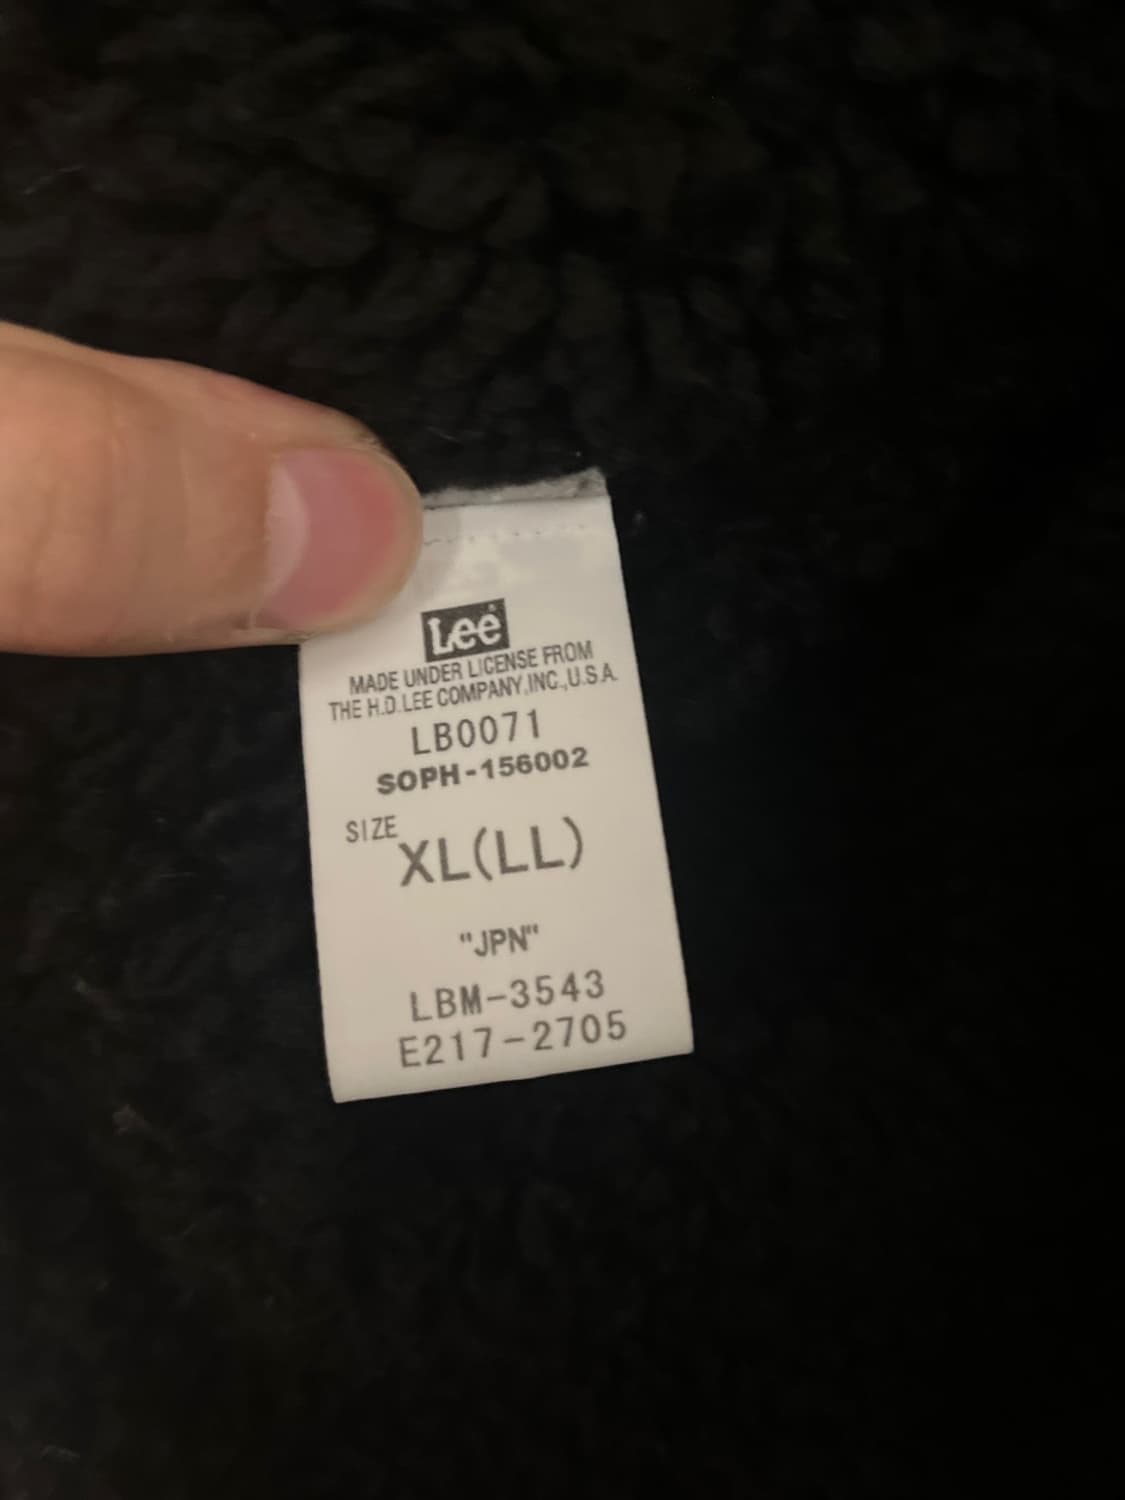 Lee
MADE UNDER LICENSE FROM
THE H.D.LEE COMPANY,INC.,U.S.A.
LB0071
SOPH-156002
SIZE
XL(LL)
"JPN"
LBM-3543
E217-2705